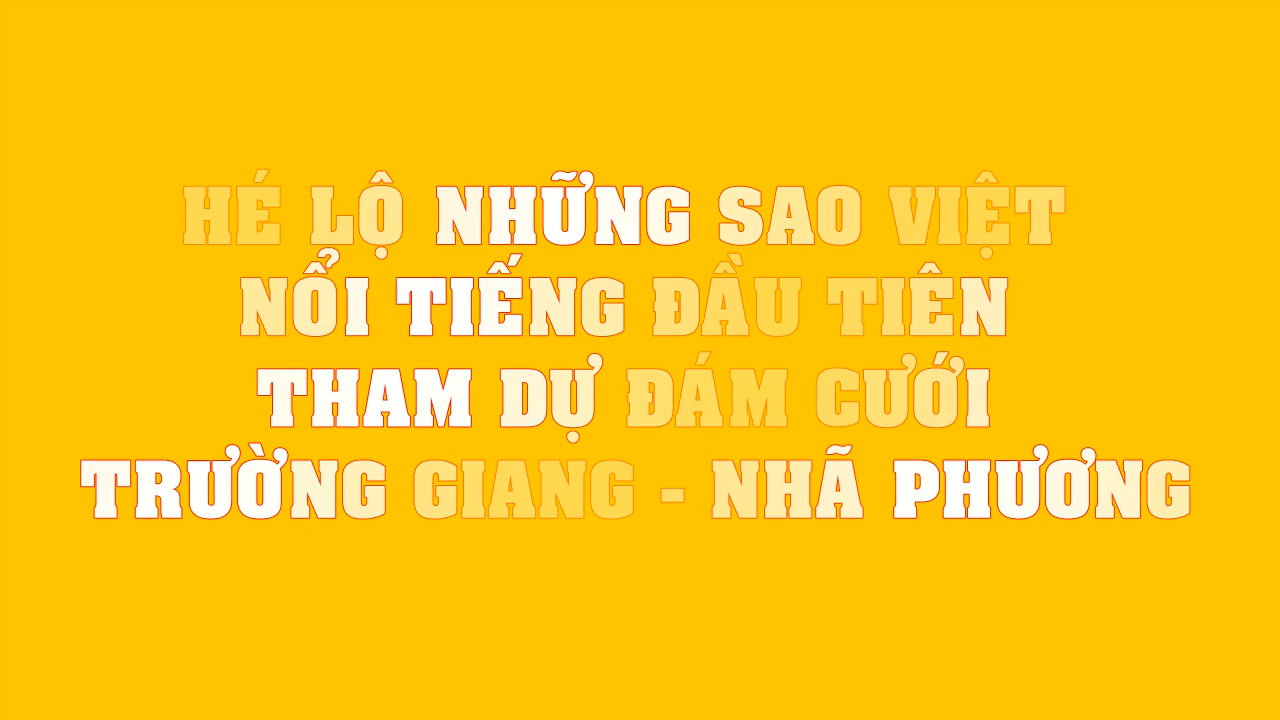 HÉ LỘ NHỮNG SAO VIỆT
NỔI TIẾNG ĐẦU TIÊN
THAM DỰ ĐÁM CƯỚI
TRƯỜNG GIANG - NHÃ PHƯƠNG